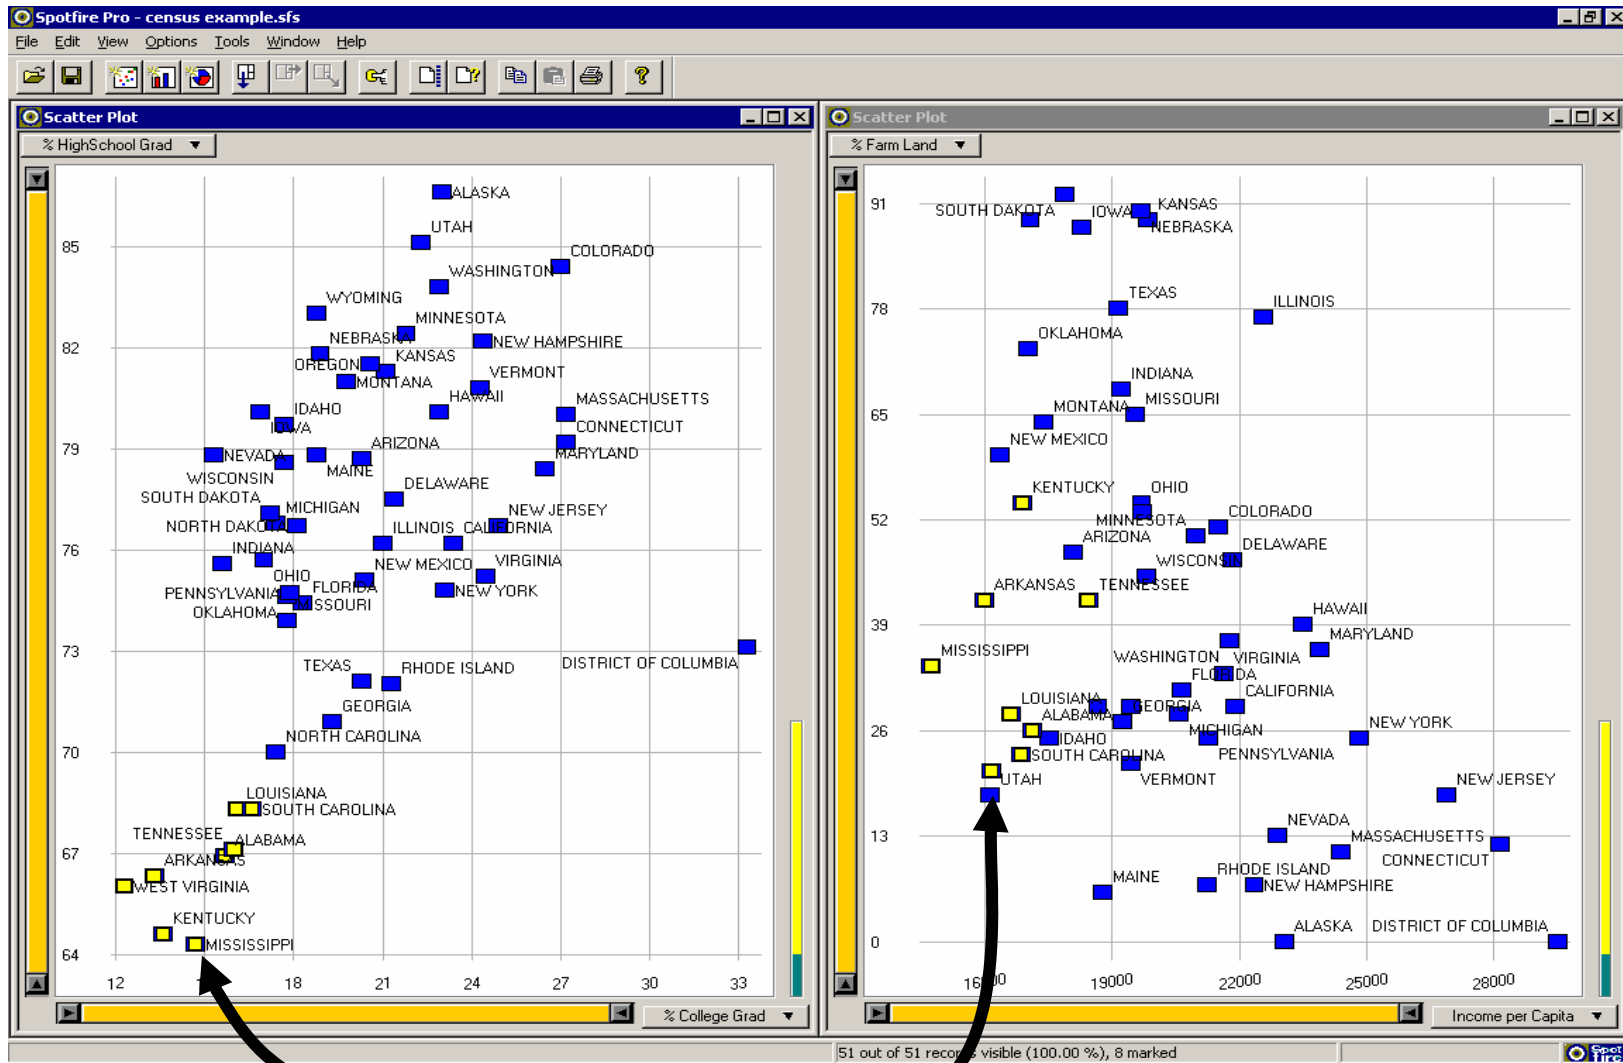 Spotfire Pro - census example.sfs
File Edit View Options Tools Window Help
Scatter Plot
% HighSchool Grad
ALASKA
UTAH
85
COLORADO
WASHINGTON
WYOMING
MINNESOTA
NEBRASKA
NEW HAMPSHIRE
82
OREGON
KANSAS
VERMONT
MONTANA
HAWAII
MASSACHUSETTS
IDAHO
CONNECTICUT
IOWA
ARIZONA
79
NEVADA
MARYLAND
WISCONSIN
MAINE
DELAWARE
SOUTH DAKOTA
MICHIGAN
NEW JERSEY
NORTH DAKOTA
ILLINOIS
CALIFORNIA
76
INDIANA
NEW MEXICO
VIRGINIA
OHIO
PENNSYLVANIA
FLORIDA
NEW YORK
MISSOURI
OKLAHOMA
73
TEXAS
RHODE ISLAND
DISTRICT OF COLUMBIA
GEORGIA
NORTH CAROLINA
70
LOUISIANA
SOUTH CAROLINA
TENNESSEE
ALABAMA
67
ARKANSAS
WEST VIRGINIA
KENTUCKY
MISSISSIPPI
64
12 18 21 24 27 30 33
% College Grad
Scatter Plot
% Farm Land
91
SOUTH DAKOTA
IOWA
KANSAS
NEBRASKA
TEXAS
ILLINOIS
78
OKLAHOMA
INDIANA
MONTANA
MISSOURI
65
NEW MEXICO
KENTUCKY
OHIO
52
MINNESOTA
COLORADO
ARIZONA
DELAWARE
WISCONSIN
ARKANSAS
TENNESSEE
HAWAII
39
MARYLAND
MISSISSIPPI
WASHINGTON
VIRGINIA
FLORIDA
LOUISIANA
GEORGIA
CALIFORNIA
ALABAMA
26
IDAHO
MICHIGAN
NEW YORK
SOUTH CAROLINA
PENNSYLVANIA
UTAH
VERMONT
NEW JERSEY
NEVADA
13
MASSACHUSETTS
CONNECTICUT
MAINE
RHODE ISLAND
NEW HAMPSHIRE
ALASKA
DISTRICT OF COLUMBIA
0
19000 22000 25000 28000
Income per Capita
51 out of 51 records visible (100.00 %), 8 marked